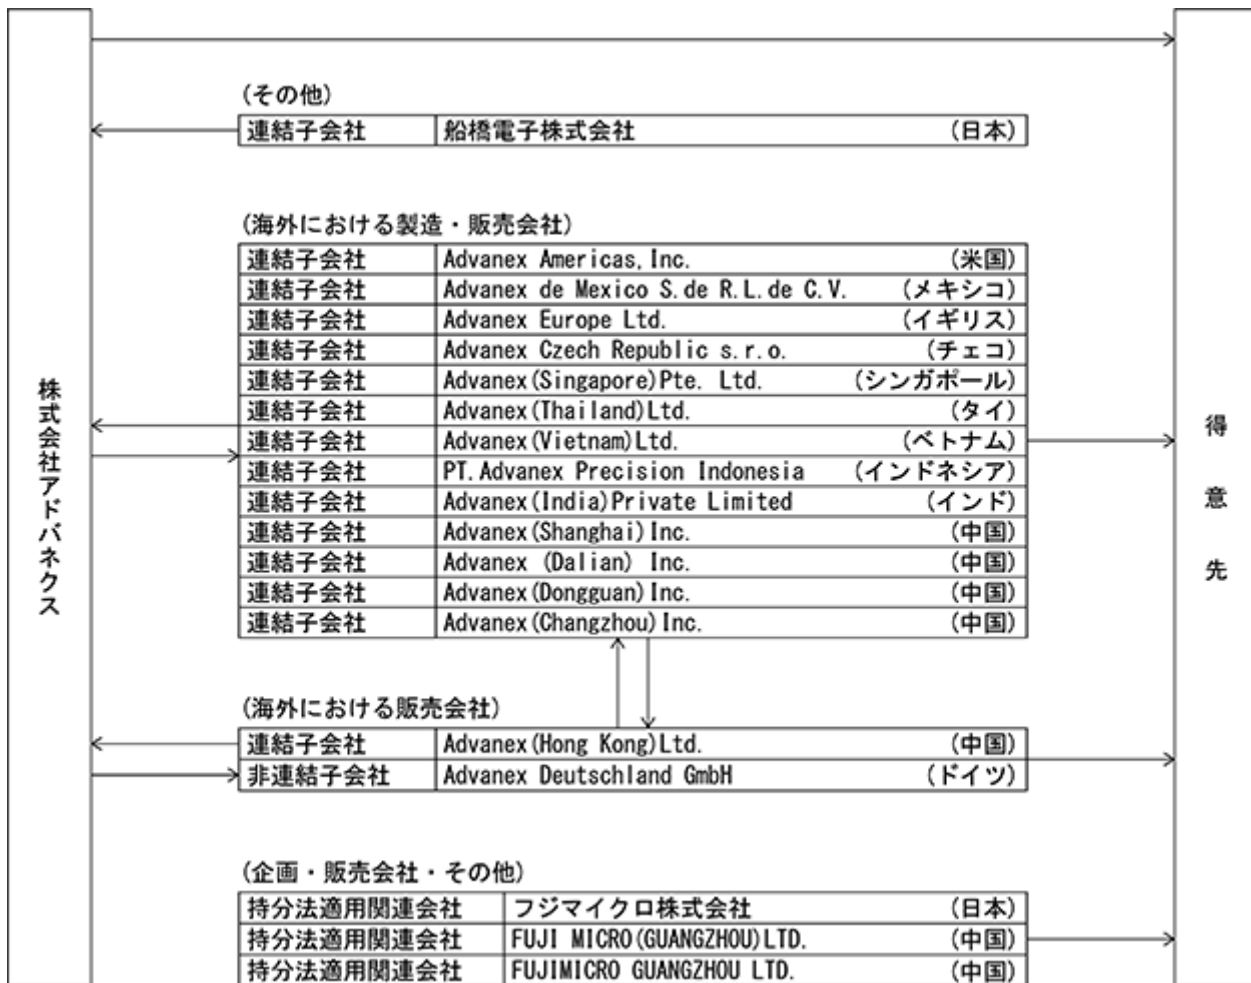 株式会社アドバネクス
(その他)
連結子会社 船橋電子株式会社 (日本)
(海外における製造・販売会社)
連結子会社 Advanex Americas, Inc. (米国)
連結子会社 Advanex de Mexico S. de R. L. de C. V. (メキシコ)
連結子会社 Advanex Europe Ltd. (イギリス)
連結子会社 Advanex Czech Republic s. r. o. (チェコ)
連結子会社 Advanex(Singapore)Pte. Ltd. (シンガポール)
連結子会社 Advanex(Thailand)Ltd. (タイ)
連結子会社 Advanex(Vietnam)Ltd. (ベトナム)
連結子会社 PT. Advanex Precision Indonesia (インドネシア)
連結子会社 Advanex(India)Private Limited (インド)
連結子会社 Advanex(Shanghai)Inc. (中国)
連結子会社 Advanex (Dalian) Inc. (中国)
連結子会社 Advanex(Dongguan)Inc. (中国)
連結子会社 Advanex(Changzhou)Inc. (中国)
(海外における販売会社)
連結子会社 Advanex(Hong Kong)Ltd. (中国)
非連結子会社 Advanex Deutschland GmbH (ドイツ)
(企画・販売会社・その他)
持分法適用関連会社 フジマイクロ株式会社 (日本)
持分法適用関連会社 FUJI MICRO(GUANGZHOU)LTD. (中国)
持分法適用関連会社 FUJIMICRO GUANGZHOU LTD. (中国)
得意先